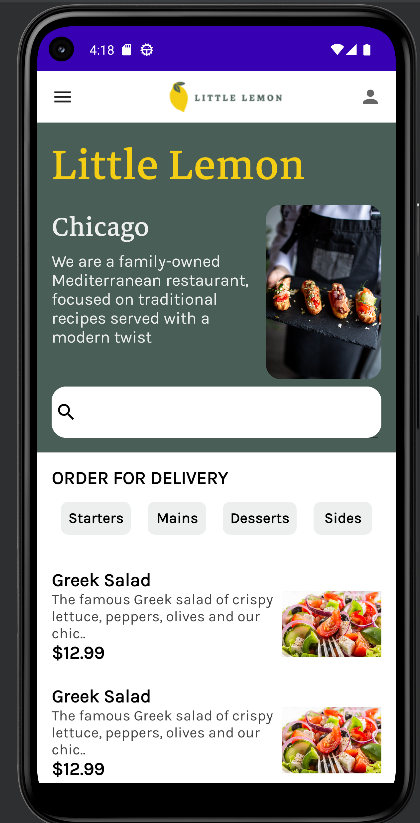 4:18
LITTLE LEMON
Little Lemon
Chicago
We are a family-owned
Mediterranean restaurant,
focused on traditional
recipes served with a
modern twist
ORDER FOR DELIVERY
Starters Mains Desserts Sides
Greek Salad
The famous Greek salad of crispy
lettuce, peppers, olives and our
chic..
$12.99
Greek Salad
The famous Greek salad of crispy
lettuce, peppers, olives and our
chic..
$12.99